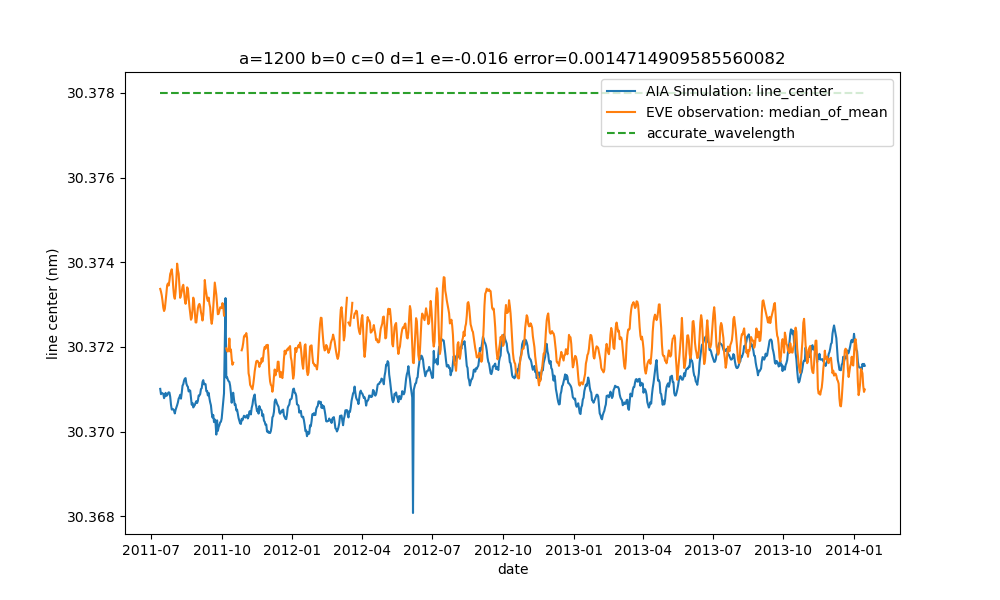 a=1200 b=0 c=0 d=1 e=-0.016 error=0.0014714909585560082
AIA Simulation: line_center
EVE observation: median_of_mean
accurate_wavelength
30.378
30.376
30.374
30.372
30.370
30.368
line center (nm)
2011-07 2011-10 2012-01 2012-04 2012-07 2012-10 2013-01 2013-04 2013-07 2013-10 2014-01
date